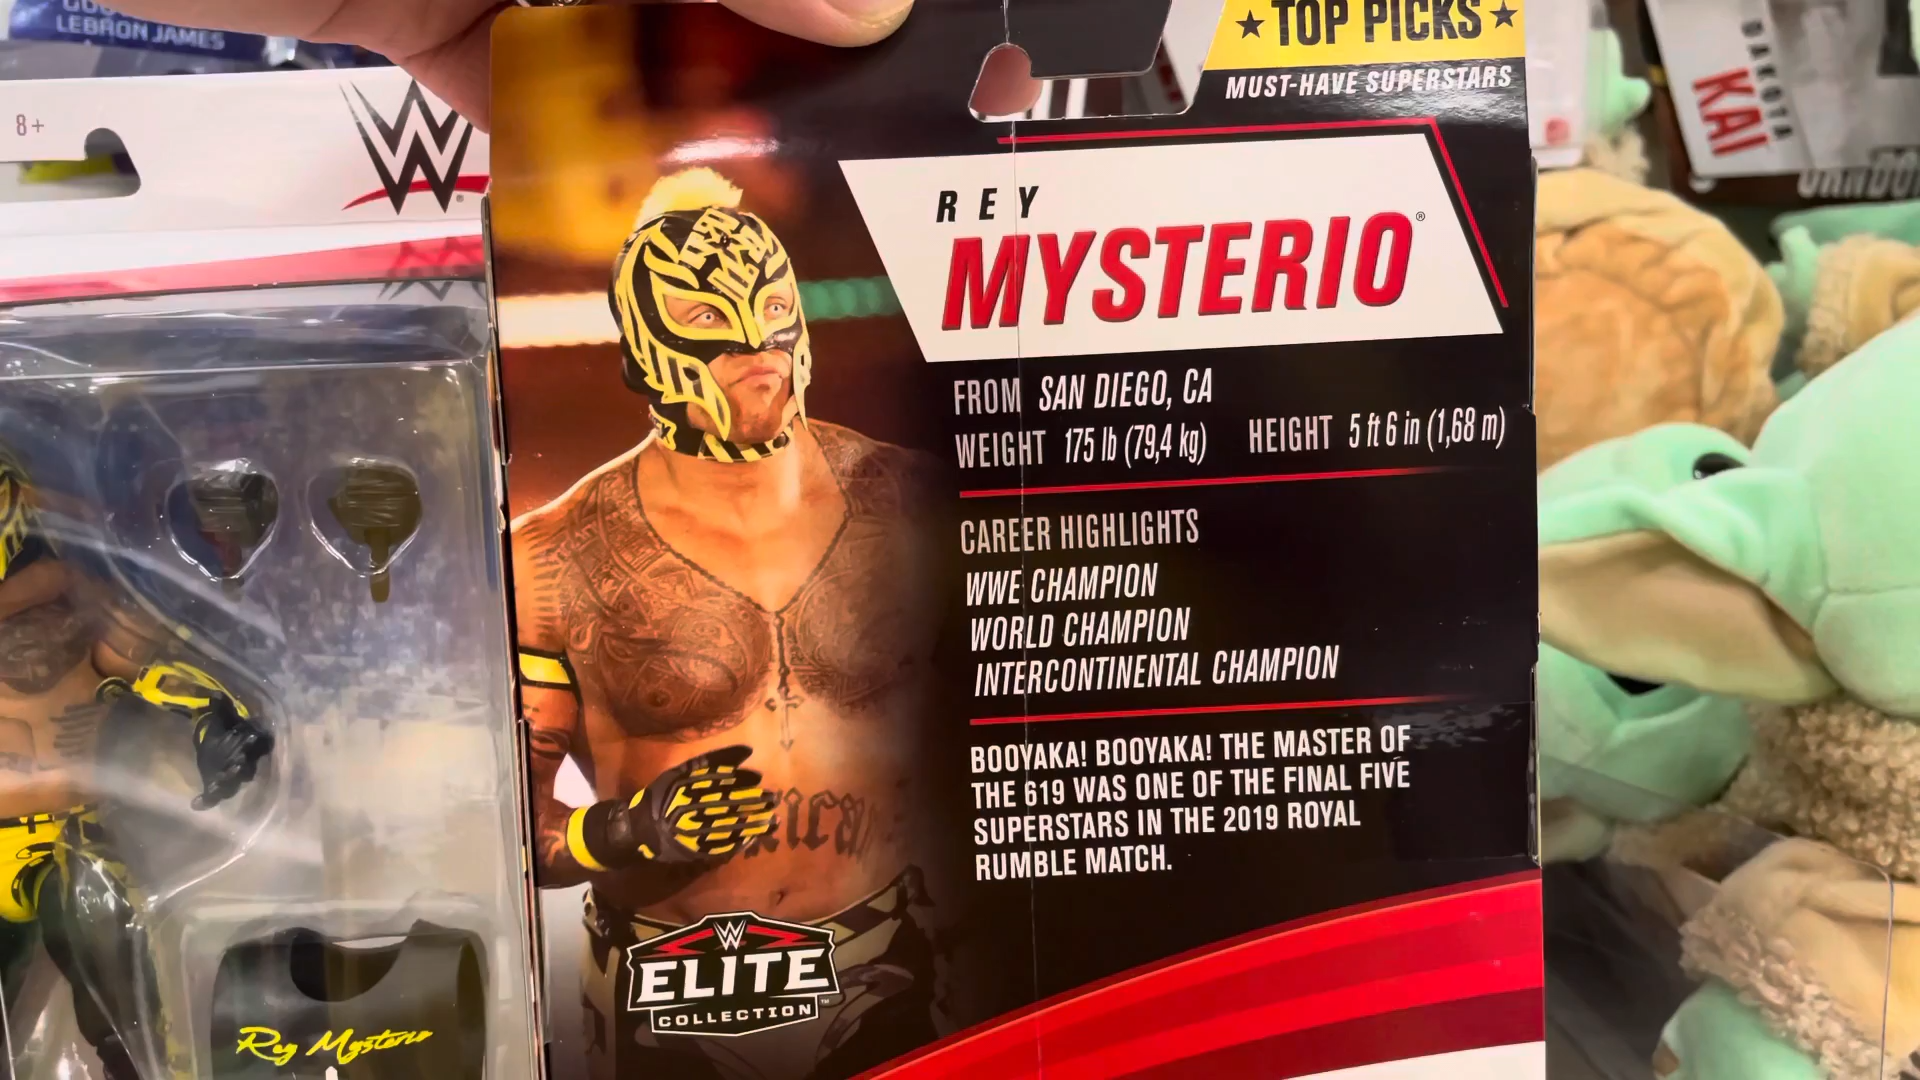 LEBRON JAMES
8+
W
★ TOP PICKS ★
MUST-HAVE SUPERSTARS
DAKOTA
KAI
REY
MYSTERIO®
FROM SAN DIEGO, CA
WEIGHT 175 lb (79,4 kg) HEIGHT 5 ft 6 in (1,68 m)
CAREER HIGHLIGHTS
WWE CHAMPION
WORLD CHAMPION
INTERCONTINENTAL CHAMPION
BOOYAKA! BOOYAKA! THE MASTER OF
THE 619 WAS ONE OF THE FINAL FIVE
SUPERSTARS IN THE 2019 ROYAL
RUMBLE MATCH.
W
ELITE
COLLECTION™
Rey Mysterio